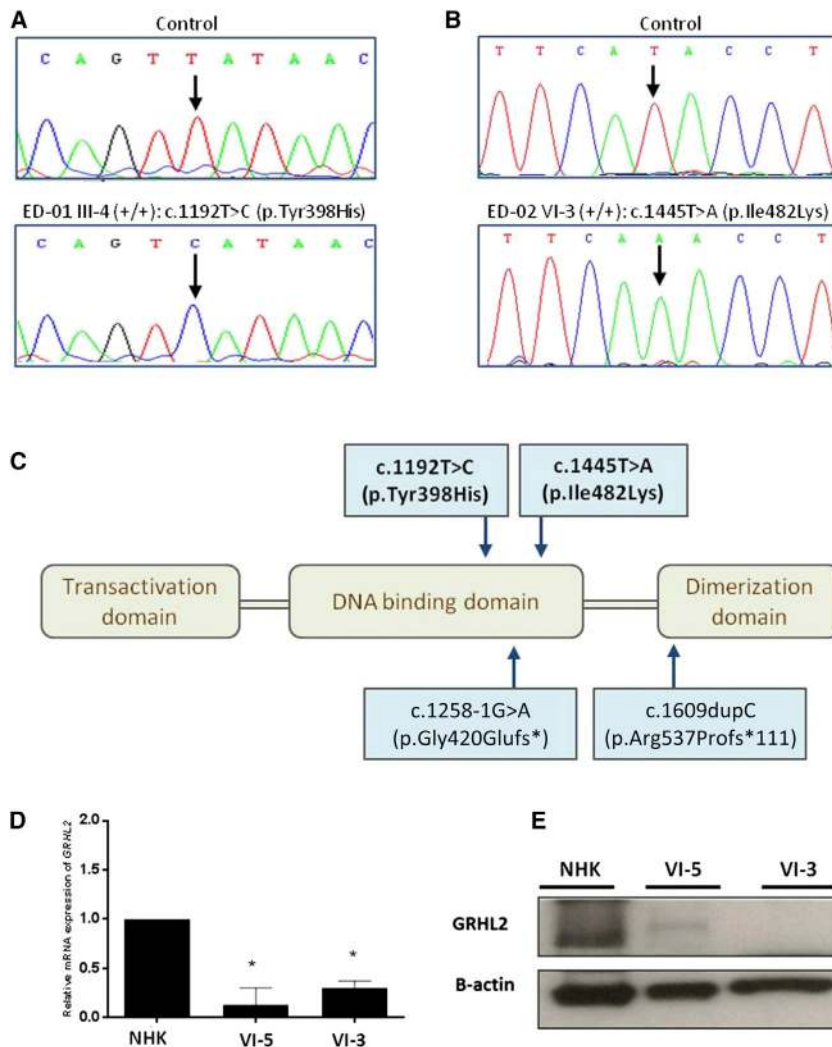 A
Control
C A G T T A T A A C
ED-01 III-4 (+/+): c.1192T>C (p.Tyr398His)
C A G T C A T A A C
B
Control
T T C A T A C C T
ED-02 VI-3 (+/+): c.1445T>A (p.Ile482Lys)
T T C A A A C C T
C
c.1192T>C
(p.Tyr398His)
c.1445T>A
(p.Ile482Lys)
Transactivation
domain
DNA binding domain
Dimerization
domain
c.1258-1G>A
(p.Gly420Glufs*)
c.1609dupC
(p.Arg537Profs*111)
D
Relative mRNA expression of GRHL2
2.0
1.5
1.0
0.5
0.0
*
*
NHK
VI-5
VI-3
E
NHK
VI-5
VI-3
GRHL2
B-actin